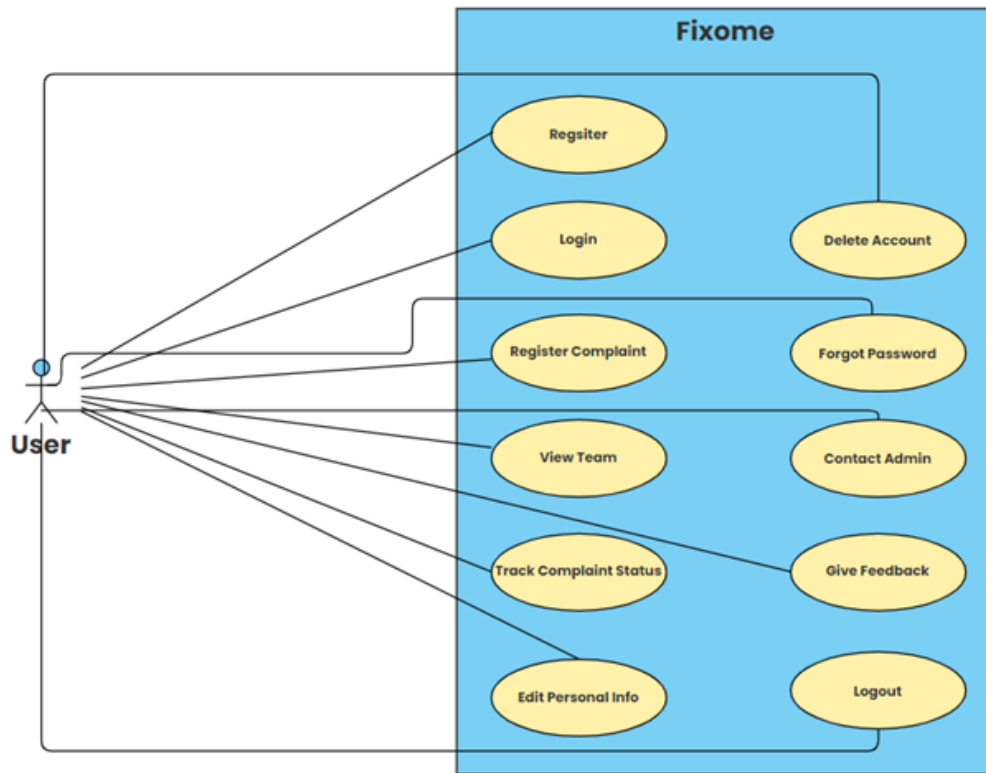 Fixome
Regsiter
Login
Delete Account
Register Complaint
Forgot Password
User
View Team
Contact Admin
Track Complaint Status
Give Feedback
Edit Personal Info
Logout